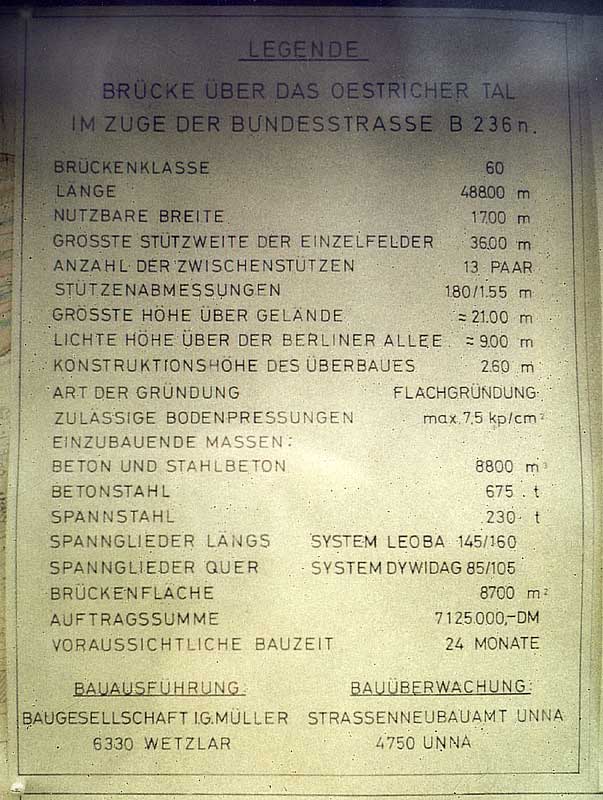 LEGENDE
BRÜCKE ÜBER DAS OESTRICHER TAL
IM ZUGE DER BUNDESSTRASSE B 236 n.
BRÜCKENKLASSE 60
LÄNGE 488.00 m
NUTZBARE BREITE 17.00 m
GRÖSSTE STÜTZWEITE DER EINZELFELDER 36.00 m
ANZAHL DER ZWISCHENSTÜTZEN 13 PAAR
STÜTZENABMESSUNGEN 1.80/1.55 m
GRÖSSTE HÖHE ÜBER GELÄNDE ≈ 21.00 m
LICHTE HÖHE ÜBER DER BERLINER ALLEE ≈ 9.00 m
KONSTRUKTIONSHÖHE DES ÜBERBAUES 2.60 m
ART DER GRÜNDUNG FLACHGRÜNDUNG
ZULÄSSIGE BODENPRESSUNGEN max. 7,5 kp/cm²
EINZUBAUENDE MASSEN:
BETON UND STAHLBETON 8800 m³
BETONSTAHL 675 t
SPANNSTAHL 230 t
SPANNGLIEDER LÄNGS SYSTEM LEOBA 145/160
SPANNGLIEDER QUER SYSTEM DYWIDAG 85/105
BRÜCKENFLÄCHE 8700 m²
AUFTRAGSSUMME 7125.000,-DM
VORAUSSICHTLICHE BAUZEIT 24 MONATE
BAUAUSFÜHRUNG: BAUÜBERWACHUNG:
BAUGESELLSCHAFT I.G.MÜLLER STRASSENNEUBAUAMT UNNA
6330 WETZLAR 4750 UNNA